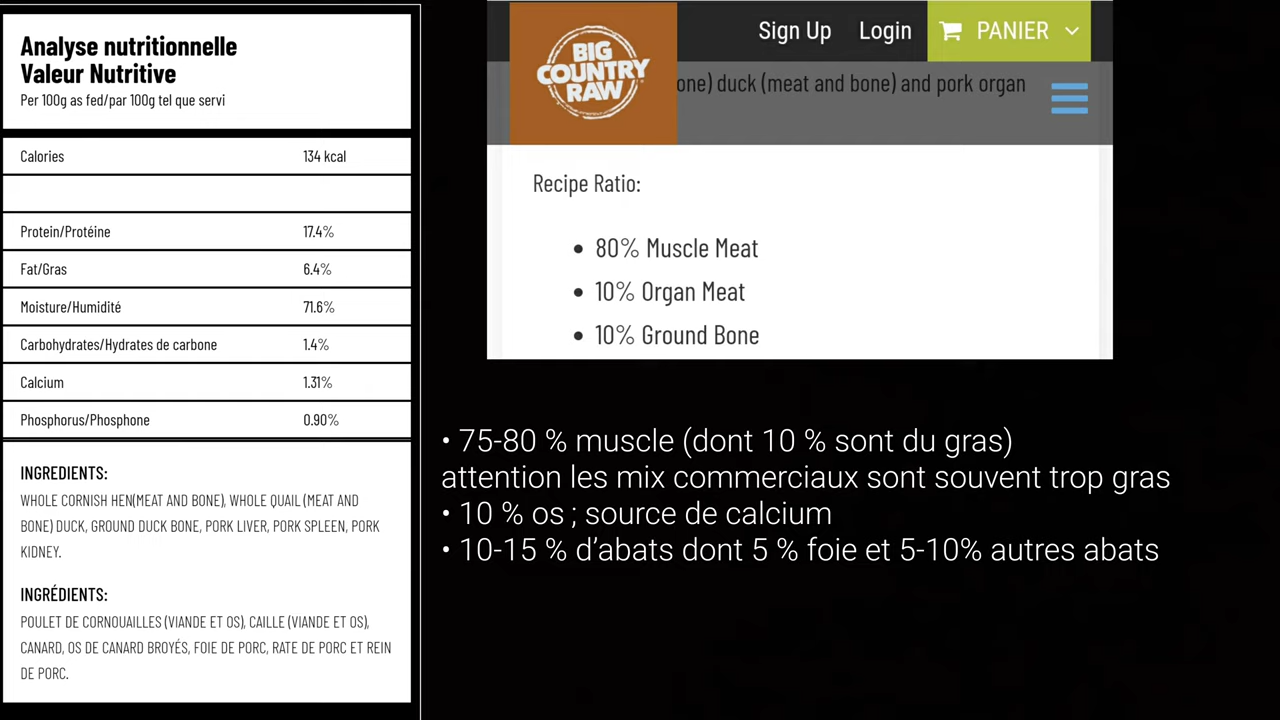 Analyse nutritionnelle
Valeur Nutritive
Per 100g as fed/par 100g tel que servi
Calories 134 kcal
Protein/Protéine 17.4%
Fat/Gras 6.4%
Moisture/Humidité 71.6%
Carbohydrates/Hydrates de carbone 1.4%
Calcium 1.31%
Phosphorus/Phosphone 0.90%
INGREDIENTS:
WHOLE CORNISH HEN(MEAT AND BONE), WHOLE QUAIL (MEAT AND
BONE) DUCK, GROUND DUCK BONE, PORK LIVER, PORK SPLEEN, PORK
KIDNEY.
INGRÉDIENTS:
POULET DE CORNOUAILLES (VIANDE ET OS), CAILLE (VIANDE ET OS),
CANARD, OS DE CANARD BROYÉS, FOIE DE PORC, RATE DE PORC ET REIN
DE PORC.
BIG
COUNTRY
RAW
Sign Up Login PANIER
one) duck (meat and bone) and pork organ
Recipe Ratio:
• 80% Muscle Meat
• 10% Organ Meat
• 10% Ground Bone
• 75-80 % muscle (dont 10 % sont du gras)
attention les mix commerciaux sont souvent trop gras
• 10 % os ; source de calcium
• 10-15 % d’abats dont 5 % foie et 5-10% autres abats